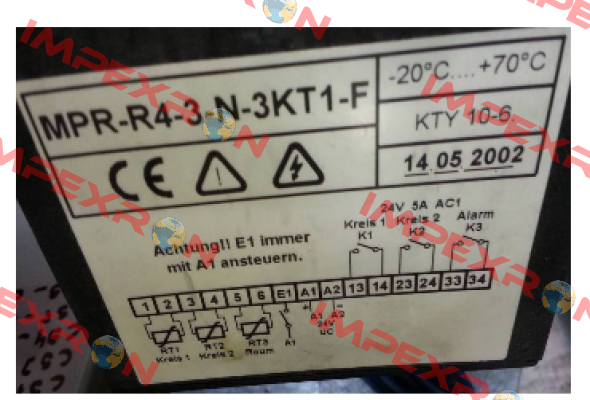 MPR-R4-3-N-3KT1-F
-20°C....+70°C
KTY 10-6
14.05.2002
CE
Achtung!! E1 immer
mit A1 ansteuern.
24V 5A AC1
Kreis 1 Kreis 2 Alarm
K1 K2 K3
1 2 3 4 5 6 E1 A1 A2 13 14 23 24 33 34
+ −
A1 A2
24V
UC
RT1 RT2 RT3 A1
Kreis 1 Kreis 2 Raum
IMPEXRON